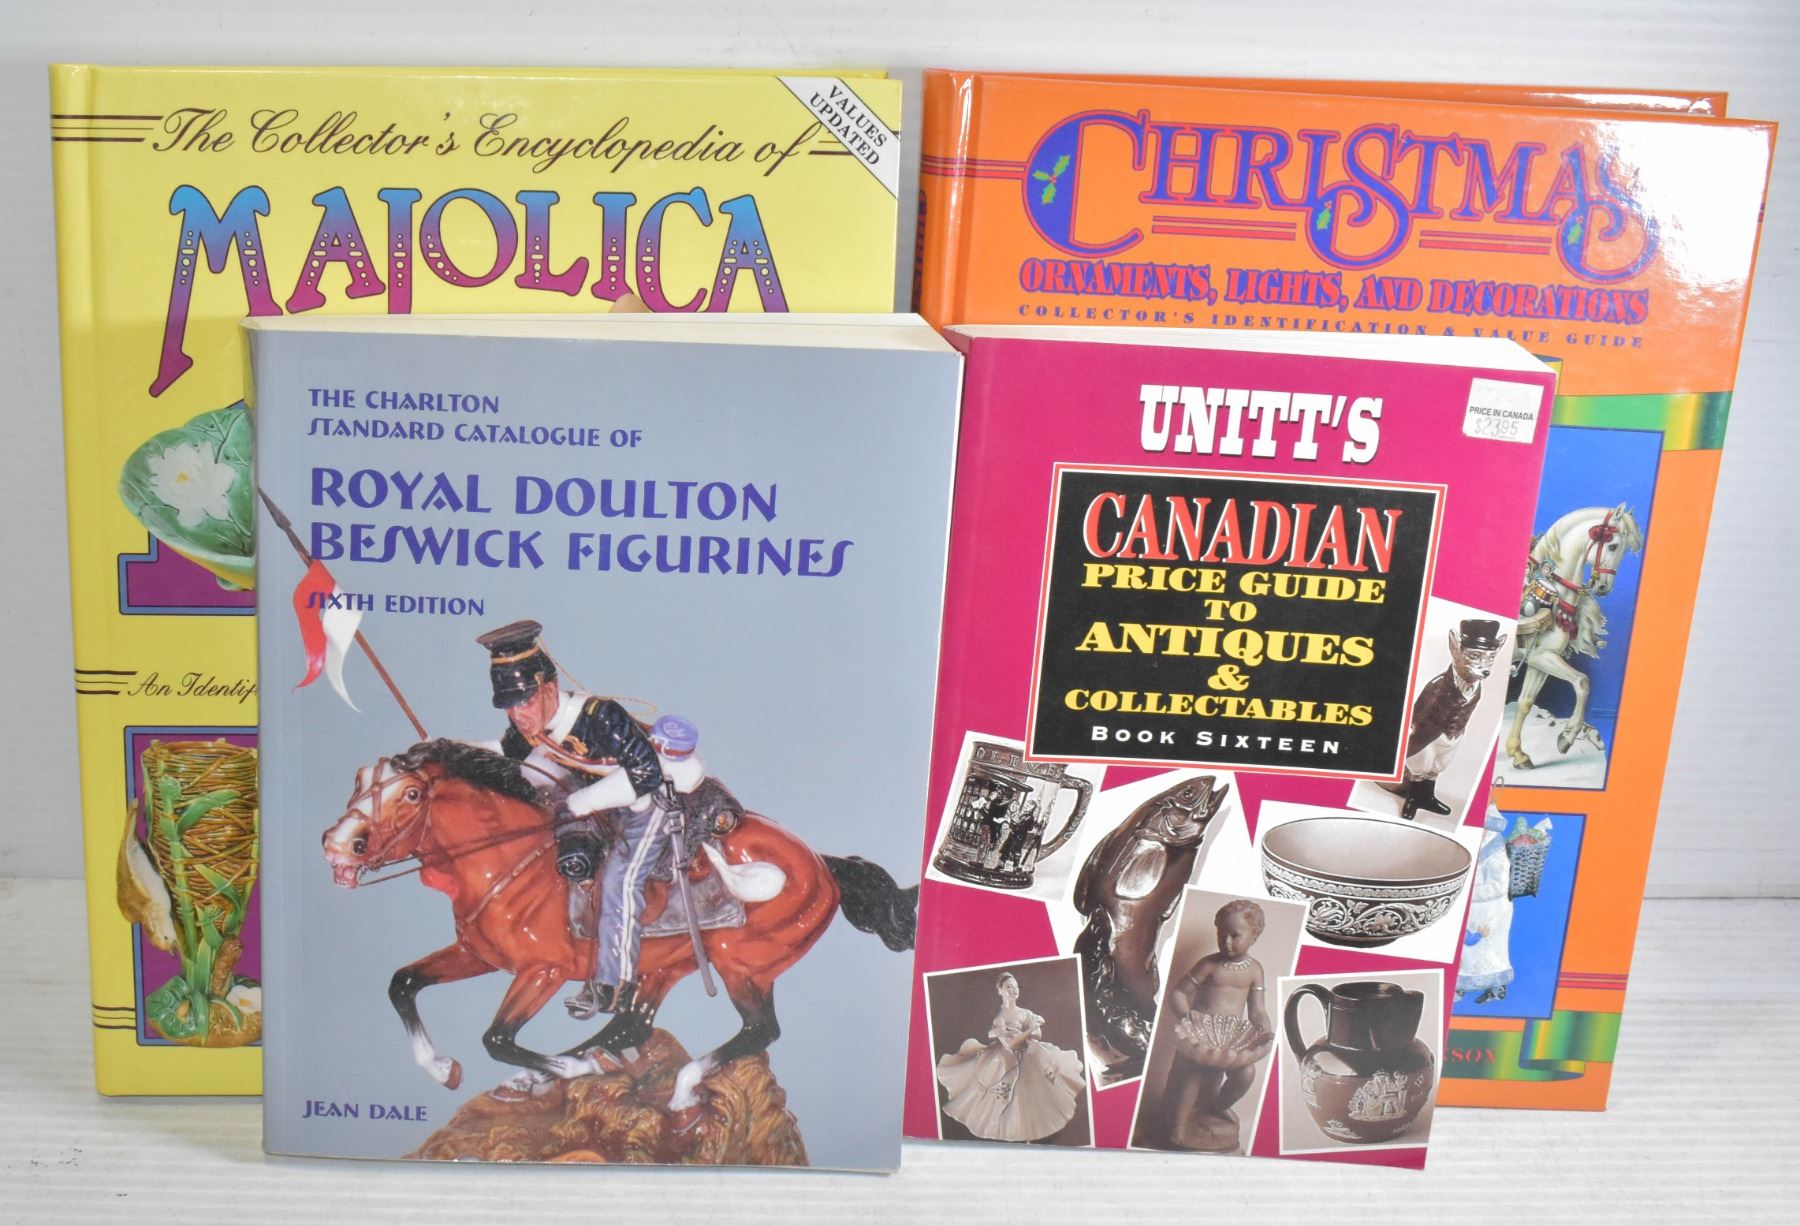 The Collector's Encyclopedia of
MAJOLICA
VALUES
UPDATED
An Identif
CHRISTMAS
ORNAMENTS, LIGHTS, AND DECORATIONS
COLLECTOR'S IDENTIFICATION & VALUE GUIDE
THE CHARLTON
STANDARD CATALOGUE OF
ROYAL DOULTON
BESWICK FIGURINES
SIXTH EDITION
JEAN DALE
UNITT'S
PRICE IN CANADA
$23.95
CANADIAN
PRICE GUIDE
TO
ANTIQUES
&
COLLECTABLES
BOOK SIXTEEN